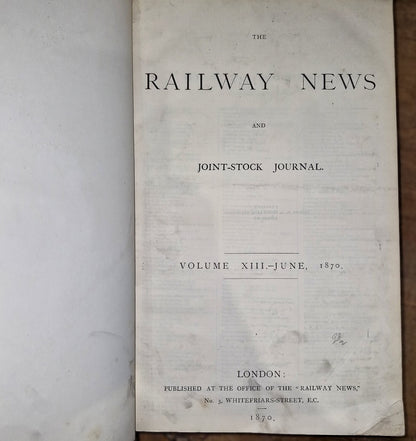 THE
RAILWAY NEWS
AND
JOINT-STOCK JOURNAL.
VOLUME XIII.—JUNE, 1870.
LONDON:
PUBLISHED AT THE OFFICE OF THE "RAILWAY NEWS,"
No. 3, WHITEFRIARS-STREET, E.C.
1870.